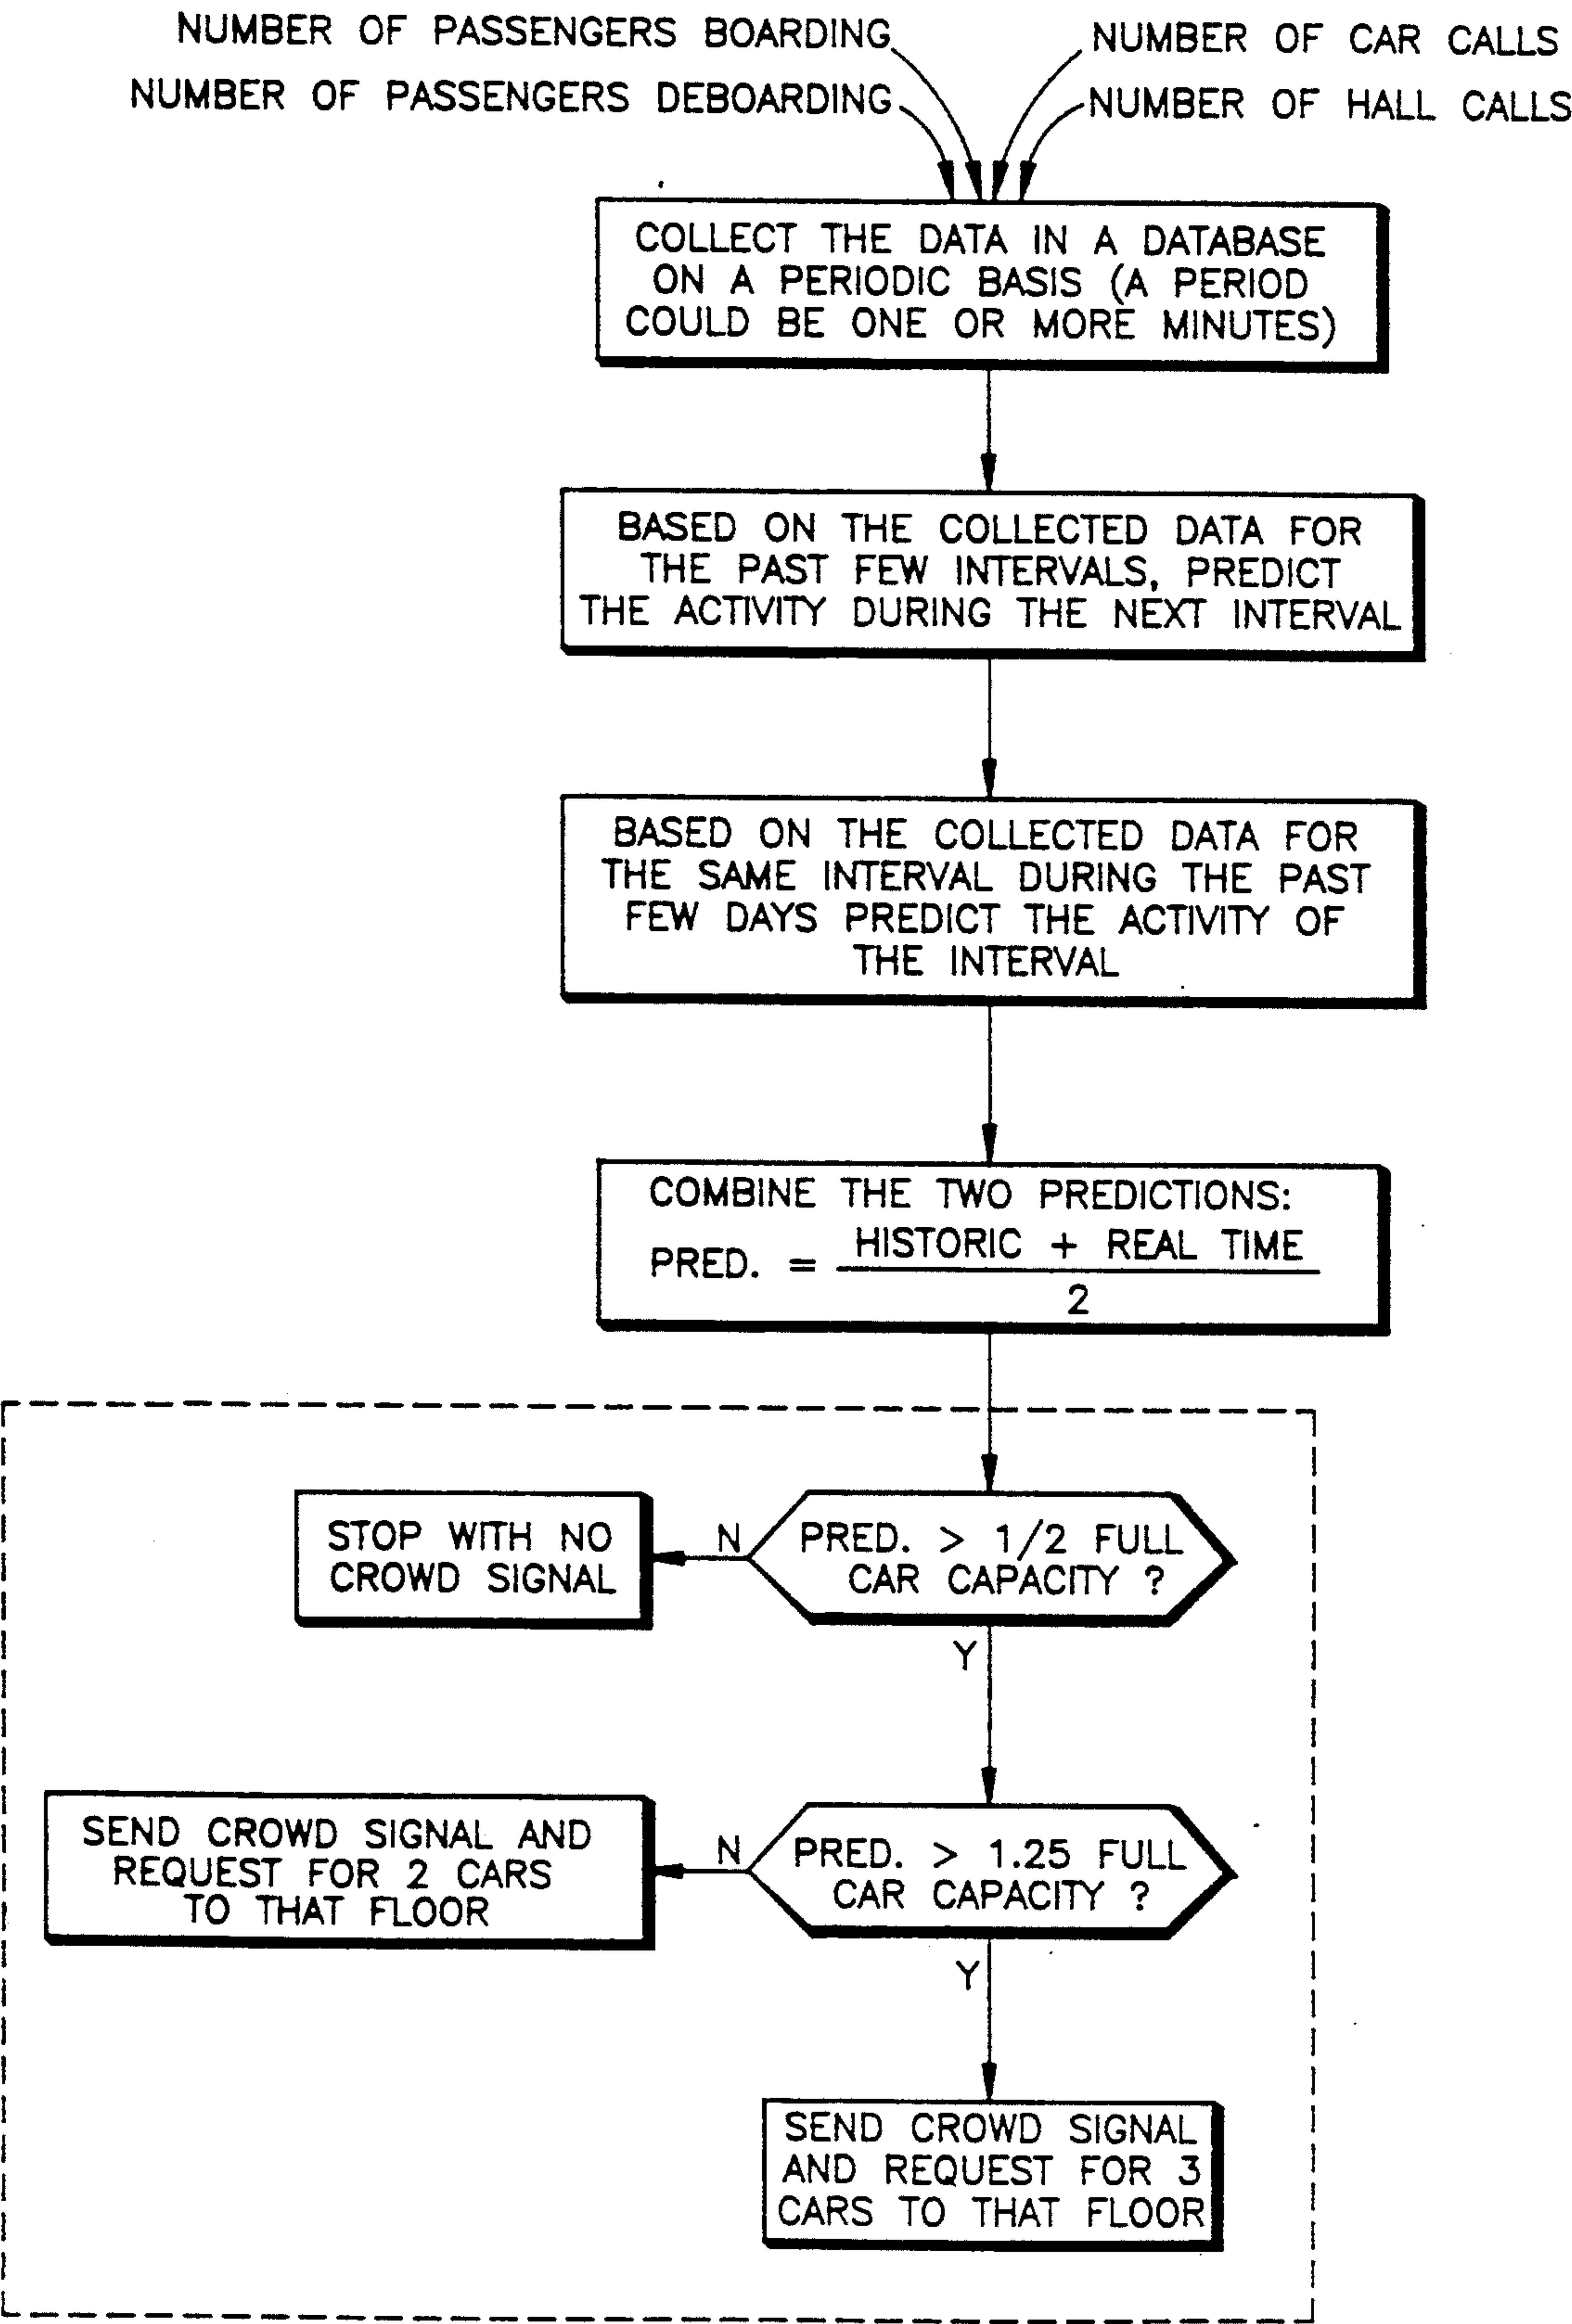 NUMBER OF PASSENGERS BOARDING
NUMBER OF CAR CALLS
NUMBER OF PASSENGERS DEBOARDING
NUMBER OF HALL CALLS
COLLECT THE DATA IN A DATABASE
ON A PERIODIC BASIS (A PERIOD
COULD BE ONE OR MORE MINUTES)
BASED ON THE COLLECTED DATA FOR
THE PAST FEW INTERVALS, PREDICT
THE ACTIVITY DURING THE NEXT INTERVAL
BASED ON THE COLLECTED DATA FOR
THE SAME INTERVAL DURING THE PAST
FEW DAYS PREDICT THE ACTIVITY OF
THE INTERVAL
COMBINE THE TWO PREDICTIONS:
HISTORIC + REAL TIME
PRED. =
2
STOP WITH NO
CROWD SIGNAL
N
PRED. > 1/2 FULL
CAR CAPACITY ?
Y
SEND CROWD SIGNAL AND
REQUEST FOR 2 CARS
TO THAT FLOOR
N
PRED. > 1.25 FULL
CAR CAPACITY ?
Y
SEND CROWD SIGNAL
AND REQUEST FOR 3
CARS TO THAT FLOOR